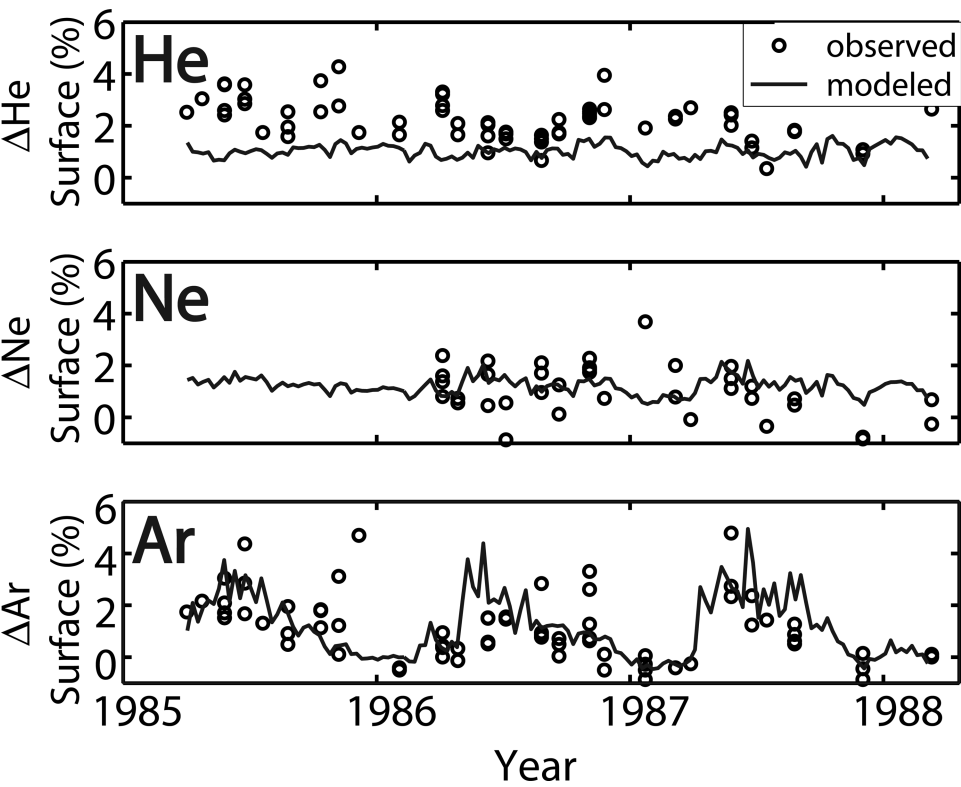 ΔHe
Surface (%)
6
4
2
0
He
observed
modeled
ΔNe
Surface (%)
6
4
2
0
Ne
ΔAr
Surface (%)
6
4
2
0
Ar
1985
1986
1987
1988
Year